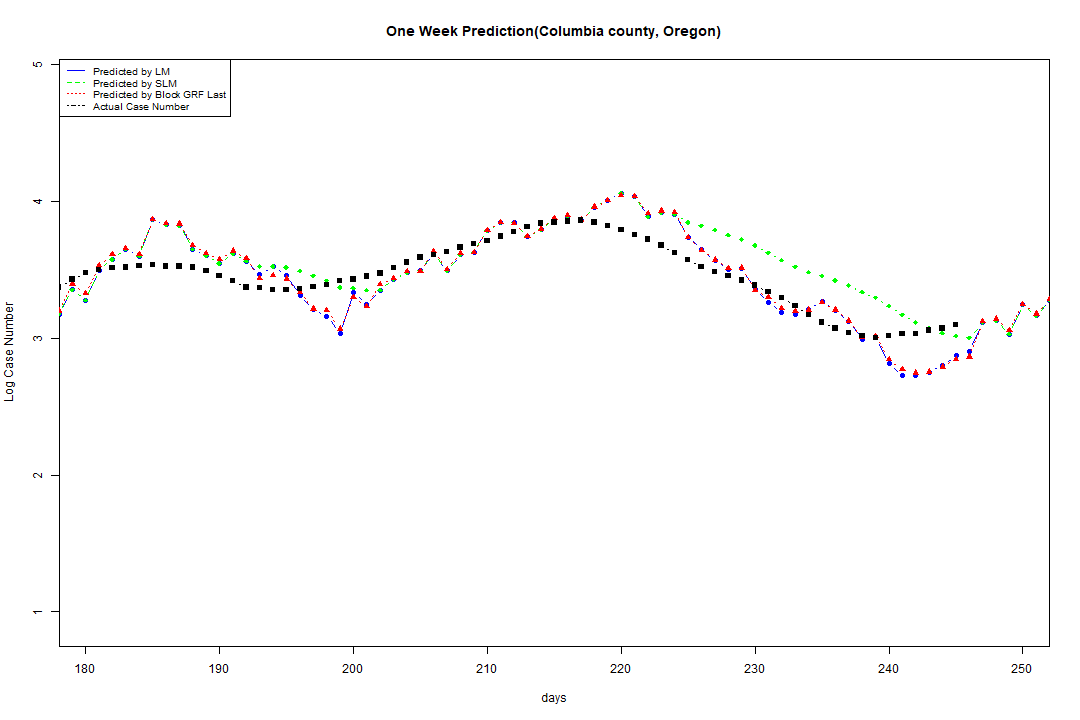 One Week Prediction(Columbia county, Oregon)
Predicted by LM
Predicted by SLM
Predicted by Block GRF Last
Actual Case Number
5
4
3
2
1
Log Case Number
180 190 200 210 220 230 240 250
days